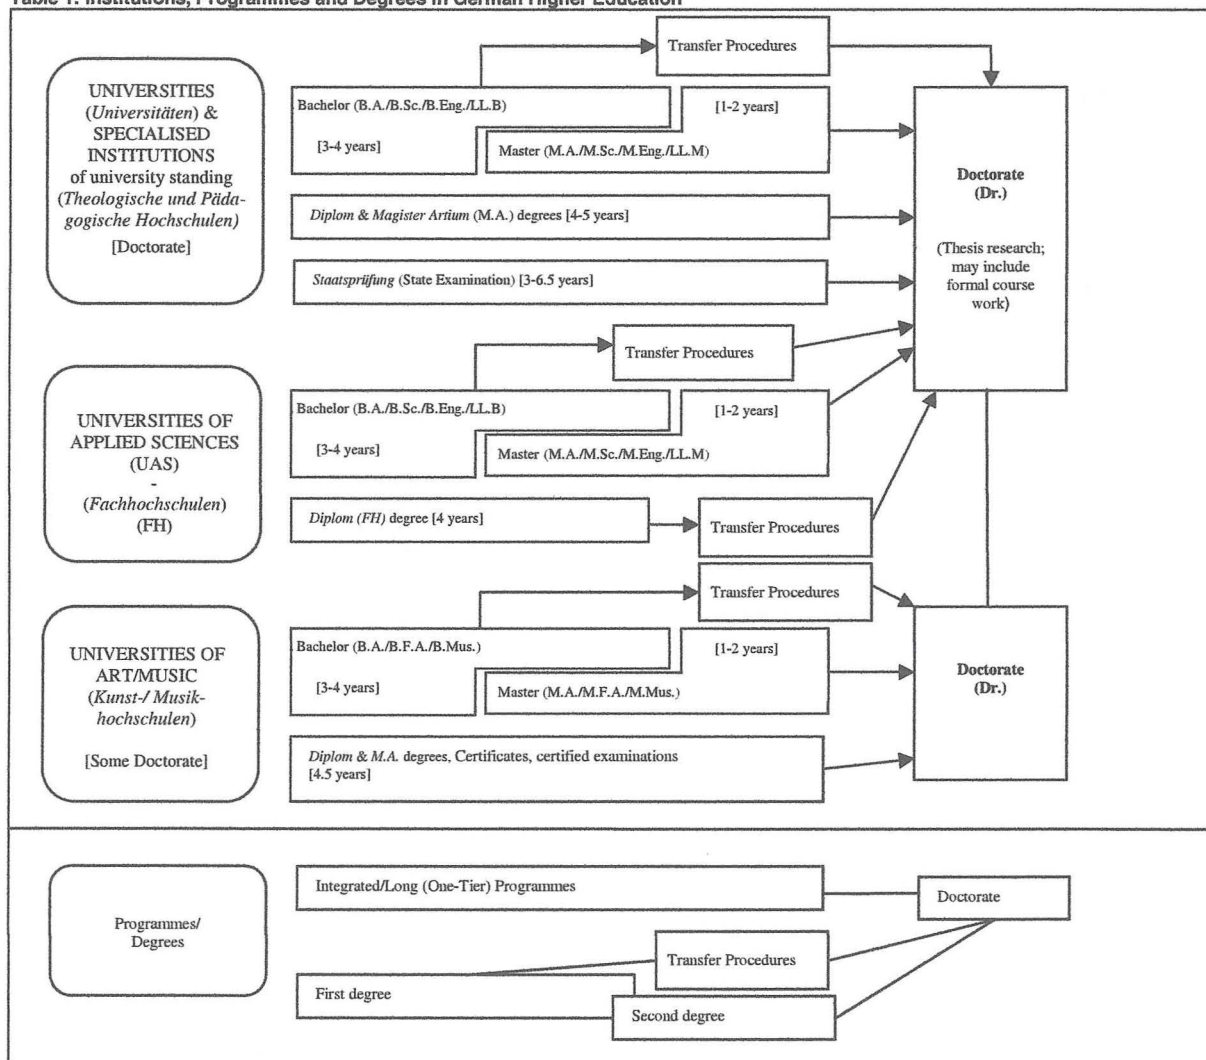 Table 1: Institutions, Programmes and Degrees in German Higher Education
UNIVERSITIES
(Universitäten) &
SPECIALISED
INSTITUTIONS
of university standing
(Theologische und Päda-
gogische Hochschulen)
[Doctorate]
Transfer Procedures
Bachelor (B.A./B.Sc./B.Eng./LL.B)
[3-4 years]
[1-2 years]
Master (M.A./M.Sc./M.Eng./LL.M)
Diplom & Magister Artium (M.A.) degrees [4-5 years]
Staatsprüfung (State Examination) [3-6.5 years]
Doctorate
(Dr.)
(Thesis research;
may include
formal course
work)
UNIVERSITIES OF
APPLIED SCIENCES
(UAS)
-
(Fachhochschulen)
(FH)
Transfer Procedures
Bachelor (B.A./B.Sc./B.Eng./LL.B)
[3-4 years]
[1-2 years]
Master (M.A./M.Sc./M.Eng./LL.M)
Diplom (FH) degree [4 years]
Transfer Procedures
UNIVERSITIES OF
ART/MUSIC
(Kunst-/ Musik-
hochschulen)
[Some Doctorate]
Transfer Procedures
Bachelor (B.A./B.F.A./B.Mus.)
[3-4 years]
[1-2 years]
Master (M.A./M.F.A./M.Mus.)
Diplom & M.A. degrees, Certificates, certified examinations
[4.5 years]
Doctorate
(Dr.)
Programmes/
Degrees
Integrated/Long (One-Tier) Programmes
Doctorate
Transfer Procedures
First degree
Second degree